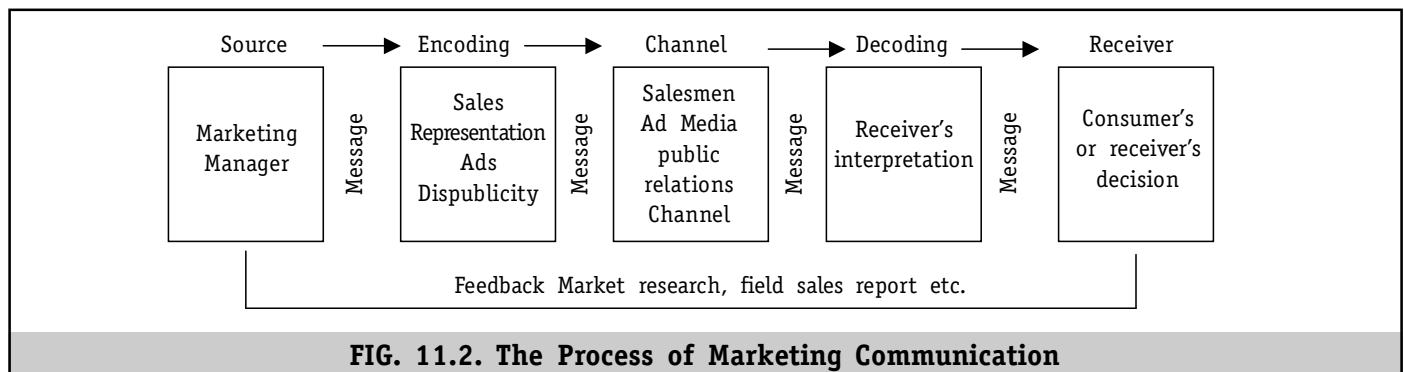 Source Encoding Channel Decoding Receiver
Marketing
Manager
Message
Sales
Representation
Ads
Dispublicity
Message
Salesmen
Ad Media
public
relations
Channel
Message
Receiver's
interpretation
Message
Consumer's
or receiver's
decision
Feedback Market research, field sales report etc.
FIG. 11.2. The Process of Marketing Communication